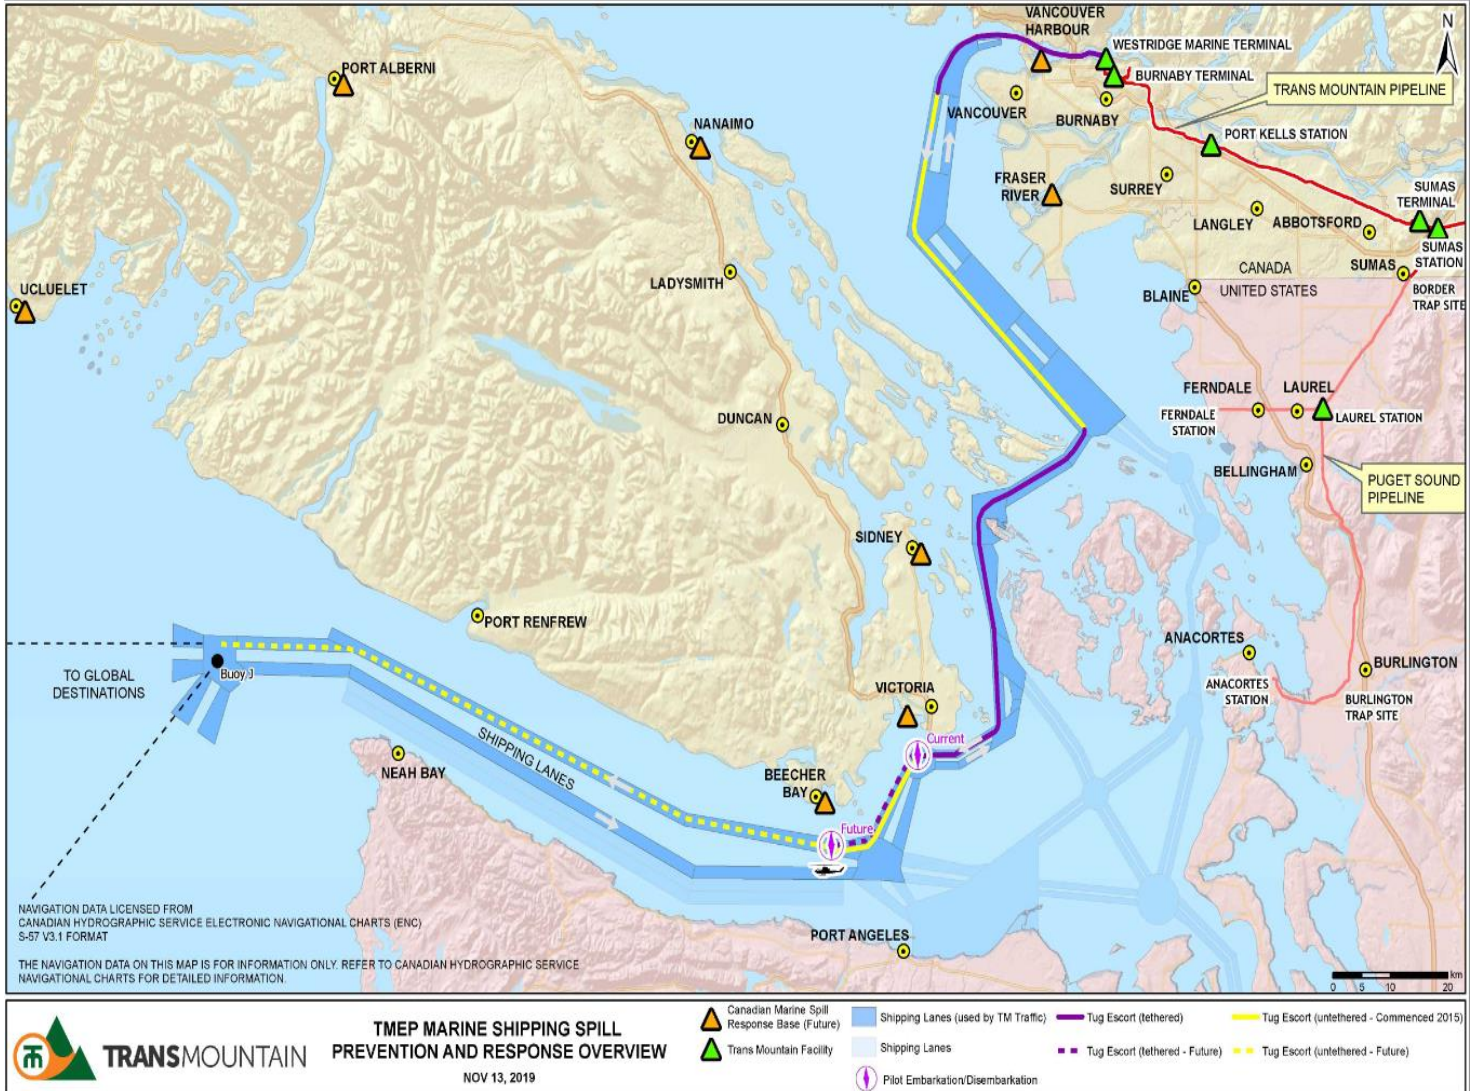 VANCOUVER
HARBOUR
WESTRIDGE MARINE TERMINAL
N
PORT ALBERNI
BURNABY TERMINAL
TRANS MOUNTAIN PIPELINE
VANCOUVER
BURNABY
NANAIMO
PORT KELLS STATION
FRASER
RIVER
SURREY
SUMAS
TERMINAL
LANGLEY
ABBOTSFORD
SUMAS
STATION
LADYSMITH
CANADA
SUMAS
UCLUELET
UNITED STATES
BLAINE
BORDER
TRAP SITE
FERNDALE
LAUREL
DUNCAN
FERNDALE
STATION
LAUREL STATION
BELLINGHAM
PUGET SOUND
PIPELINE
SIDNEY
PORT RENFREW
ANACORTES
BURLINGTON
TO GLOBAL
DESTINATIONS
Buoy J
VICTORIA
ANACORTES
STATION
BURLINGTON
TRAP SITE
SHIPPING LANES
Current
NEAH BAY
BEECHER
BAY
Future
NAVIGATION DATA LICENSED FROM
CANADIAN HYDROGRAPHIC SERVICE ELECTRONIC NAVIGATIONAL CHARTS (ENC)
S-57 V3.1 FORMAT
PORT ANGELES
THE NAVIGATION DATA ON THIS MAP IS FOR INFORMATION ONLY. REFER TO CANADIAN HYDROGRAPHIC SERVICE
NAVIGATIONAL CHARTS FOR DETAILED INFORMATION.
km
0 5 10 20
TRANSMOUNTAIN
TMEP MARINE SHIPPING SPILL
PREVENTION AND RESPONSE OVERVIEW
NOV 13, 2019
Canadian Marine Spill
Response Base (Future)
Trans Mountain Facility
Shipping Lanes (used by TM Traffic)
Shipping Lanes
Pilot Embarkation/Disembarkation
Tug Escort (tethered)
Tug Escort (tethered - Future)
Tug Escort (untethered - Commenced 2015)
Tug Escort (untethered - Future)